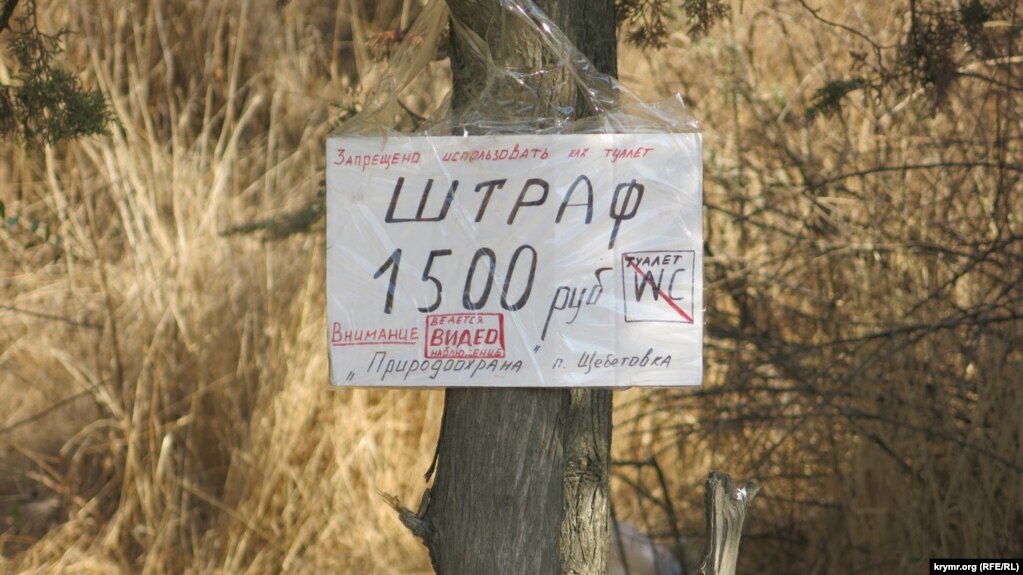 Запрещено использовать как туалет
ШТРАФ
1500 руб
ТУАЛЕТ
WC
Внимание
ВЕДЕТСЯ
ВИДЕО
НАБЛЮДЕНИЕ
„Природоохрана" п. Щебетовка
krymr.org (RFE/RL)